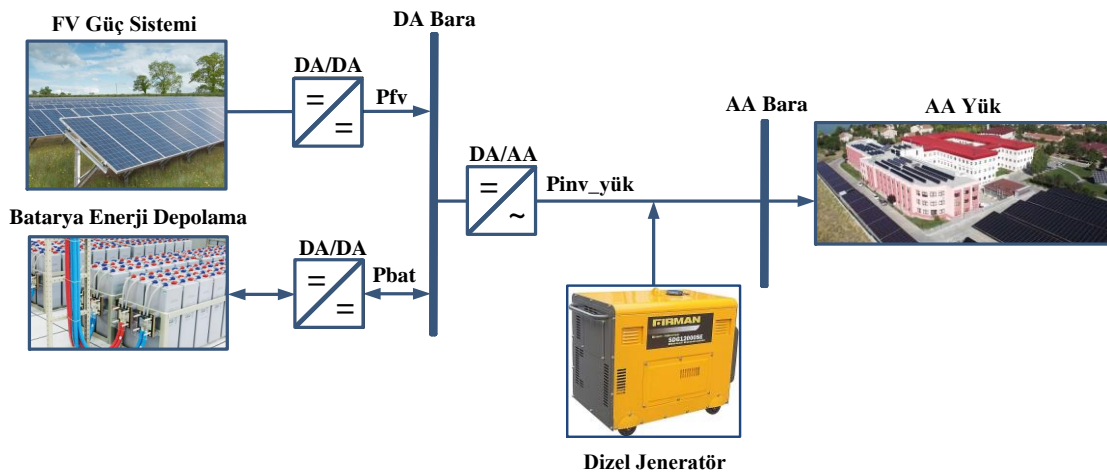 FV Güç Sistemi
DA Bara
DA/DA
Pfv
=
=
DA/AA
Pinv_yük
=
~
AA Bara
AA Yük
Batarya Enerji Depolama
DA/DA
Pbat
=
=
FIRMAN
Dizel Jeneratör